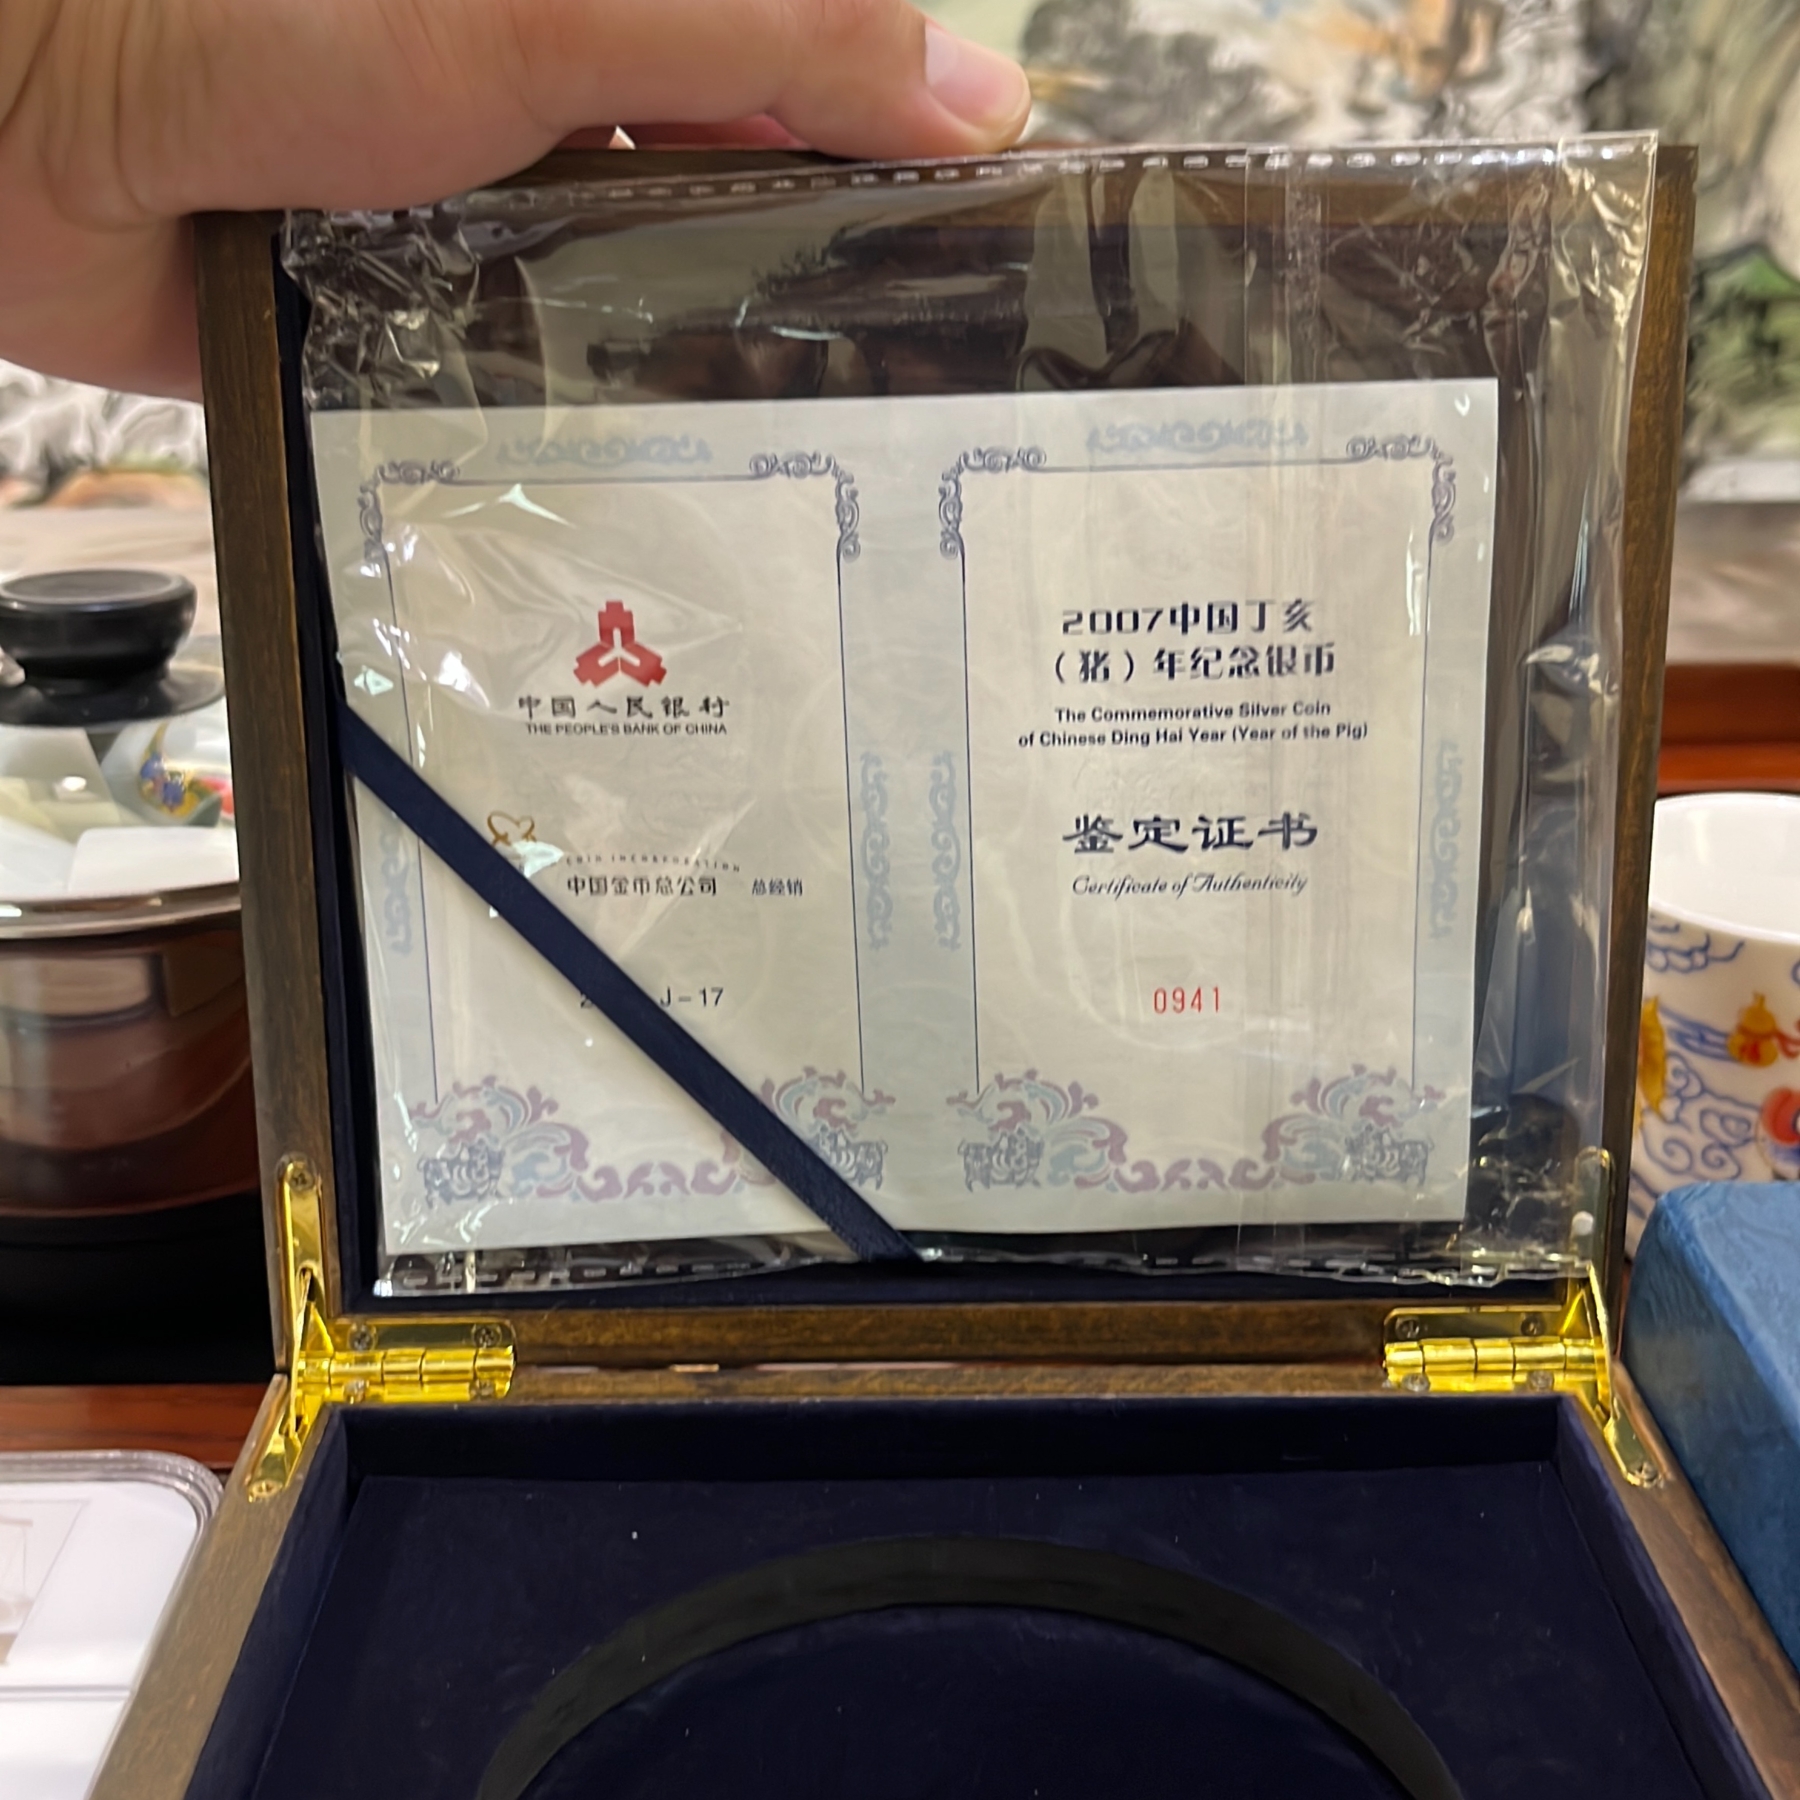 中国人民银行
THE PEOPLE'S BANK OF CHINA
COIN INCORPORATION
中国金币总公司 总经销
J-17
2007中国丁亥
(猪)年纪念银币
The Commemorative Silver Coin
of Chinese Ding Hai Year (Year of the Pig)
鉴定证书
Certificate of Authenticity
0941